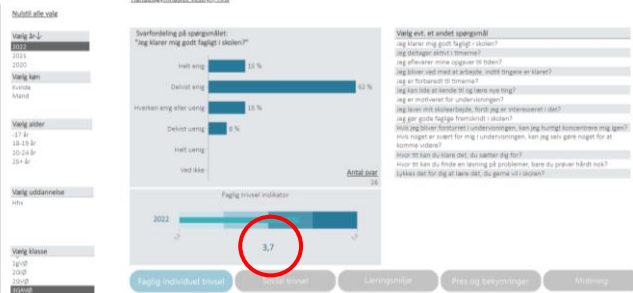 Nulstil alle valg
Vælg år
2022
2021
2020
Vælg køn
Kvinde
Mand
Vælg alder
-17 år
18-19 år
20-24 år
25+ år
Vælg uddannelse
Hhx
Vælg klasse
1gvØ
2GIØ
2GVØ
3GAVØ
Svarfordeling på spørgsmålet:
"Jeg klarer mig godt fagligt i skolen?"
Helt enig 15 %
Delvist enig 62 %
Hverken enig eller uenig 15 %
Delvist uenig 8 %
Helt uenig
Ved ikke
Antal svar
26
Faglig trivsel indikator
2022
3,7
Vælg evt. et andet spørgsmål
Jeg klarer mig godt fagligt i skolen?
Jeg deltager aktivt i timerne?
Jeg afleverer mine opgaver til tiden?
Jeg bliver ved med at arbejde, indtil tingene er klaret?
Jeg er forberedt til timerne?
Jeg kan lide at kende til og lære nye ting?
Jeg er motiveret for undervisningen?
Jeg laver mit skolearbejde, fordi jeg er interesseret i det?
Jeg gør gode faglige fremskridt i skolen?
Hvis jeg bliver forstyrret i undervisningen, kan jeg hurtigt koncentrere mig igen?
Hvis noget er svært for mig i undervisningen, kan jeg selv gøre noget for at
komme videre?
Hvor tit kan du klare det, du sætter dig for?
Hvor tit kan du finde en løsning på problemer, bare du prøver hårdt nok?
Lykkes det for dig at lære dét, du gerne vil i skolen?
Faglig individuel trivsel
Social trivsel
Læringsmiljø
Pres og bekymringer
Mobning